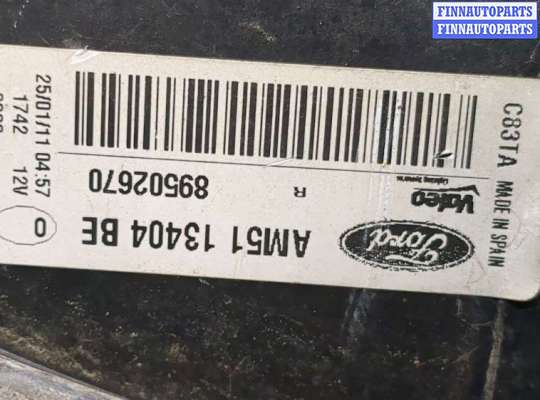 FINNAUTOPARTS
FINNAUTOPARTS
AM51 13404 BE
Ford
89502670
R
Valeo
C83TA MADE IN SPAIN
25/01/11 04:57
1742 12V
0